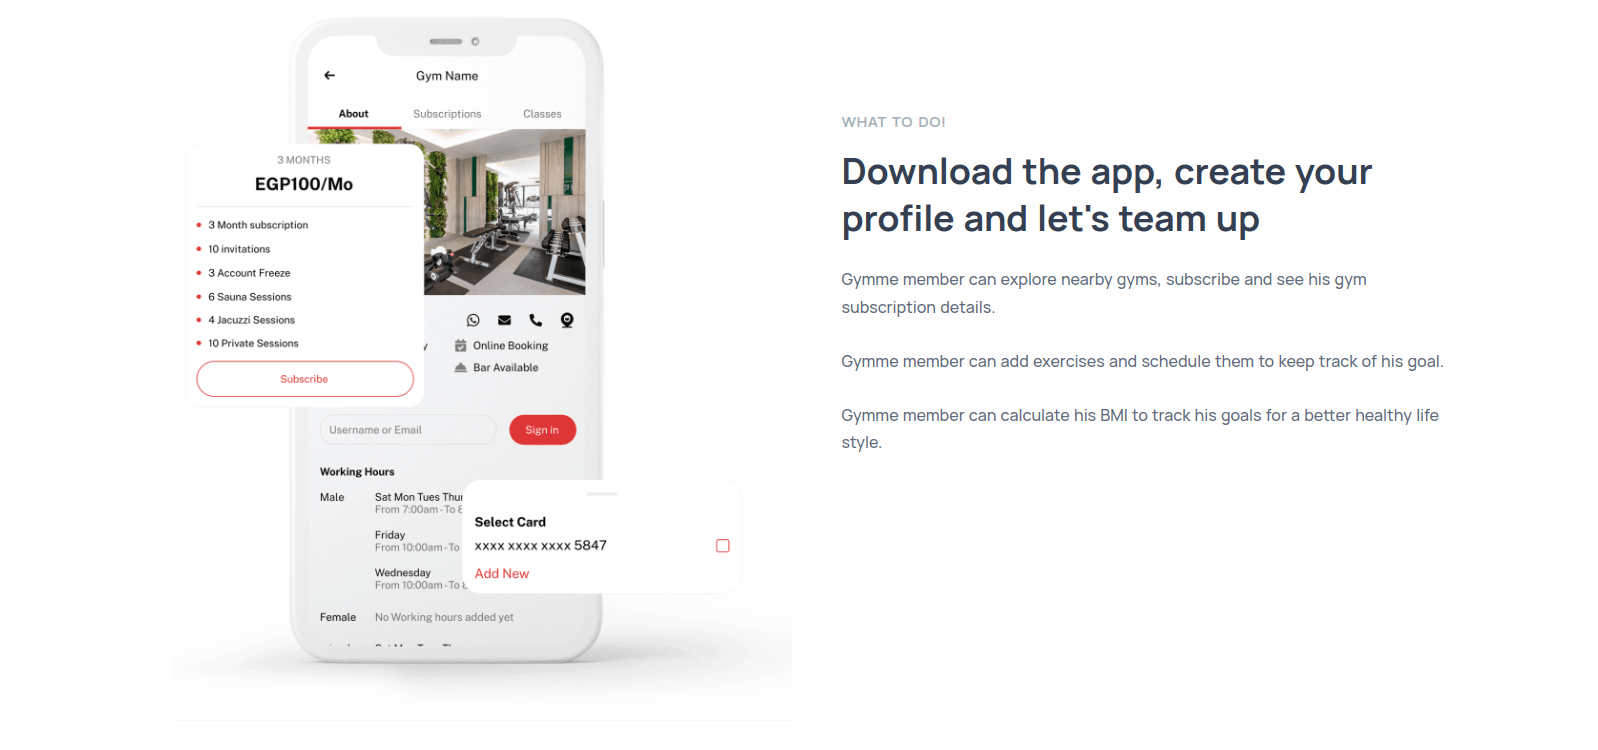 Gym Name
About
Subscriptions
Classes
3 MONTHS
EGP100/Mo
3 Month subscription
10 invitations
3 Account Freeze
6 Sauna Sessions
4 Jacuzzi Sessions
10 Private Sessions
Subscribe
Online Booking
Bar Available
Username or Email
Sign in
Working Hours
Male
Sat Mon Tues Thur
From 7:00am - To 8
Friday
From 10:00am - To
Wednesday
From 10:00am - To 8
Female
No Working hours added yet
Select Card
xxxx xxxx xxxx 5847
Add New
WHAT TO DO!
Download the app, create your
profile and let's team up
Gymme member can explore nearby gyms, subscribe and see his gym
subscription details.
Gymme member can add exercises and schedule them to keep track of his goal.
Gymme member can calculate his BMI to track his goals for a better healthy life
style.